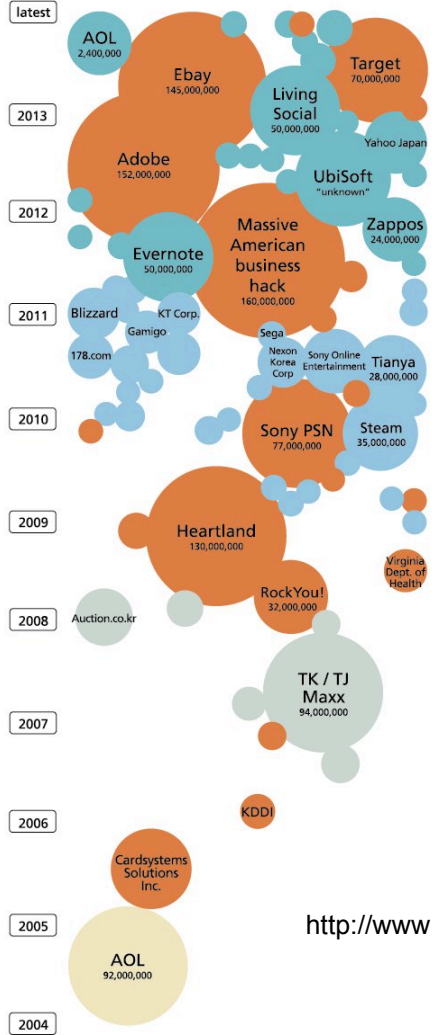 latest
AOL
2,400,000
Ebay
145,000,000
Target
70,000,000
2013
Living
Social
50,000,000
Yahoo Japan
Adobe
152,000,000
UbiSoft
"unknown"
2012
Massive
American
business
hack
160,000,000
Zappos
24,000,000
Evernote
50,000,000
2011
Blizzard
KT Corp.
Gamigo
178.com
Sega
Nexon
Korea
Corp
Sony Online
Entertainment
Tianya
28,000,000
2010
Sony PSN
77,000,000
Steam
35,000,000
2009
Heartland
130,000,000
Virginia
Dept. of
Health
RockYou!
32,000,000
2008
Auction.co.kr
TK / TJ
Maxx
94,000,000
2007
KDDI
2006
Cardsystems
Solutions
Inc.
2005
http://www
AOL
92,000,000
2004